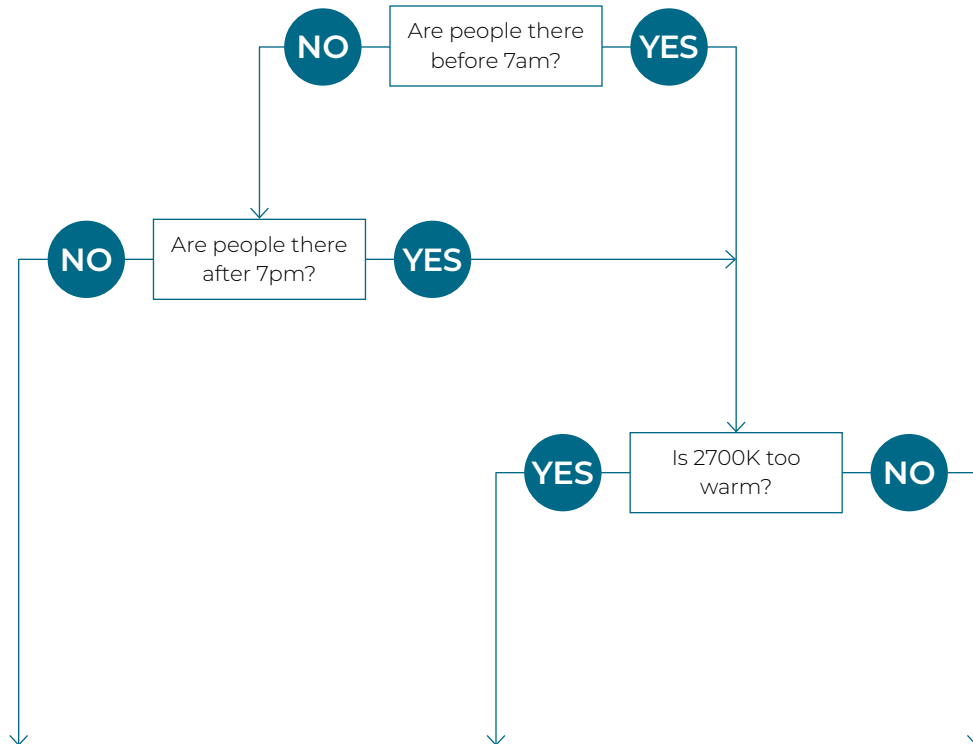 NO
Are people there
before 7am?
YES
NO
Are people there
after 7pm?
YES
YES
Is 2700K too
warm?
NO